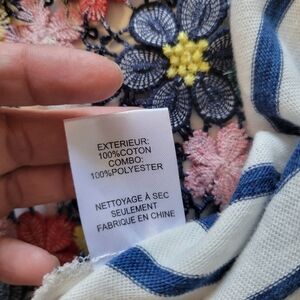 EXTERIEUR:
100%COTON
COMBO:
100%POLYESTER
NETTOYAGE À SEC
SEULEMENT
FABRIQUE EN CHINE